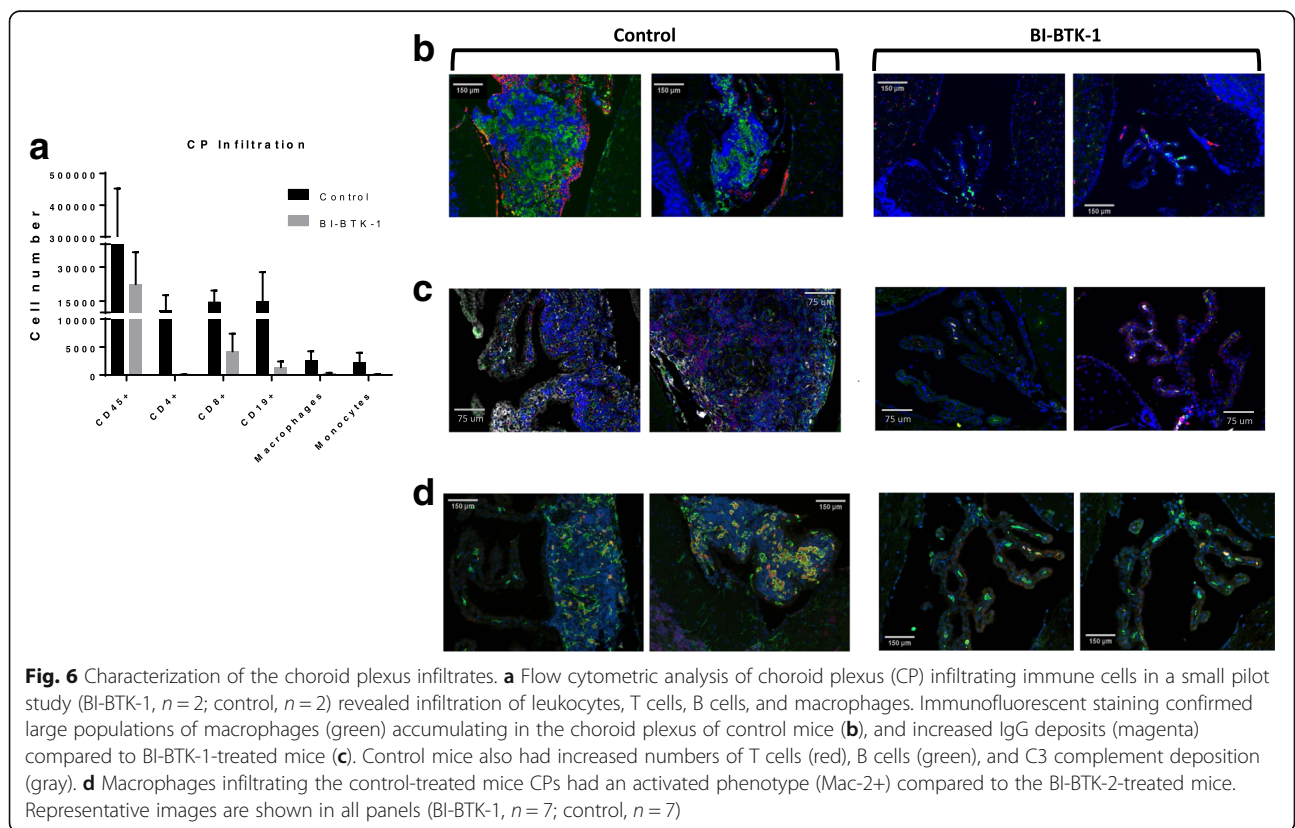 b
Control
BI-BTK-1
150 µm
150 µm
150 µm
150 µm
a
CP Infiltration
500000
400000
300000
30000
15000
10000
5000
0
Cell number
Control
BI-BTK-1
CD45+
CD4+
CD8+
CD19+
Macrophages
Monocytes
c
75 um
75 um
75 um
75 um
d
150 µm
150 µm
150 µm
150 µm
Fig. 6 Characterization of the choroid plexus infiltrates. a Flow cytometric analysis of choroid plexus (CP) infiltrating immune cells in a small pilot
study (BI-BTK-1, n = 2; control, n = 2) revealed infiltration of leukocytes, T cells, B cells, and macrophages. Immunofluorescent staining confirmed
large populations of macrophages (green) accumulating in the choroid plexus of control mice (b), and increased IgG deposits (magenta)
compared to BI-BTK-1-treated mice (c). Control mice also had increased numbers of T cells (red), B cells (green), and C3 complement deposition
(gray). d Macrophages infiltrating the control-treated mice CPs had an activated phenotype (Mac-2+) compared to the BI-BTK-2-treated mice.
Representative images are shown in all panels (BI-BTK-1, n = 7; control, n = 7)